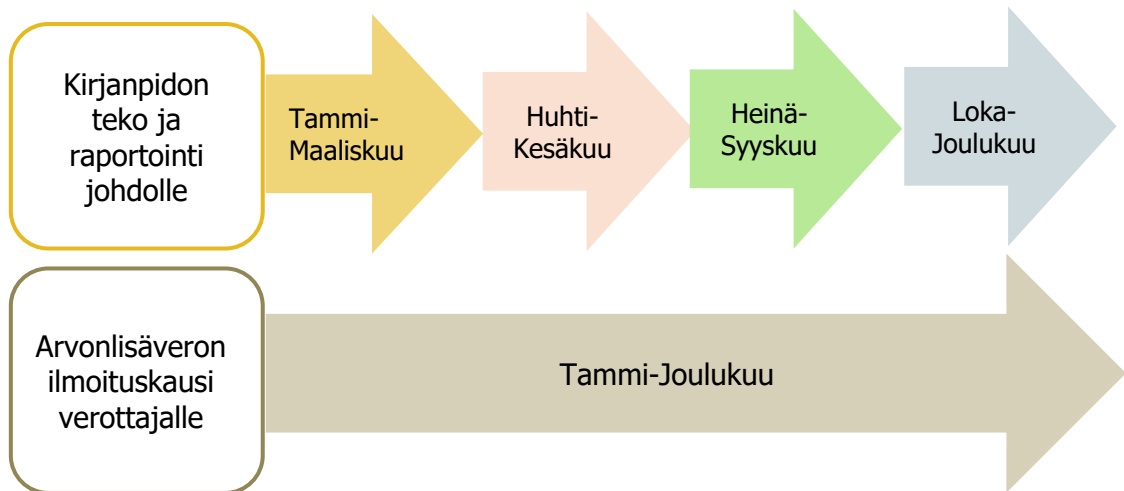 Kirjanpidon
teko ja
raportointi
johdolle
Tammi-
Maaliskuu
Huhti-
Kesäkuu
Heinä-
Syyskuu
Loka-
Joulukuu
Arvonlisäveron
ilmoituskausi
verottajalle
Tammi-Joulukuu